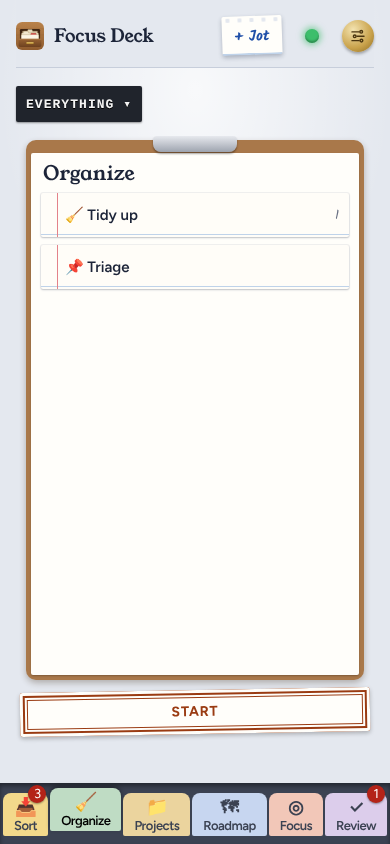 Focus Deck
+ Jot
EVERYTHING ▾
Organize
🧹 Tidy up
📌 Triage
START
3
1
Sort
Organize
Projects
Roadmap
Focus
Review